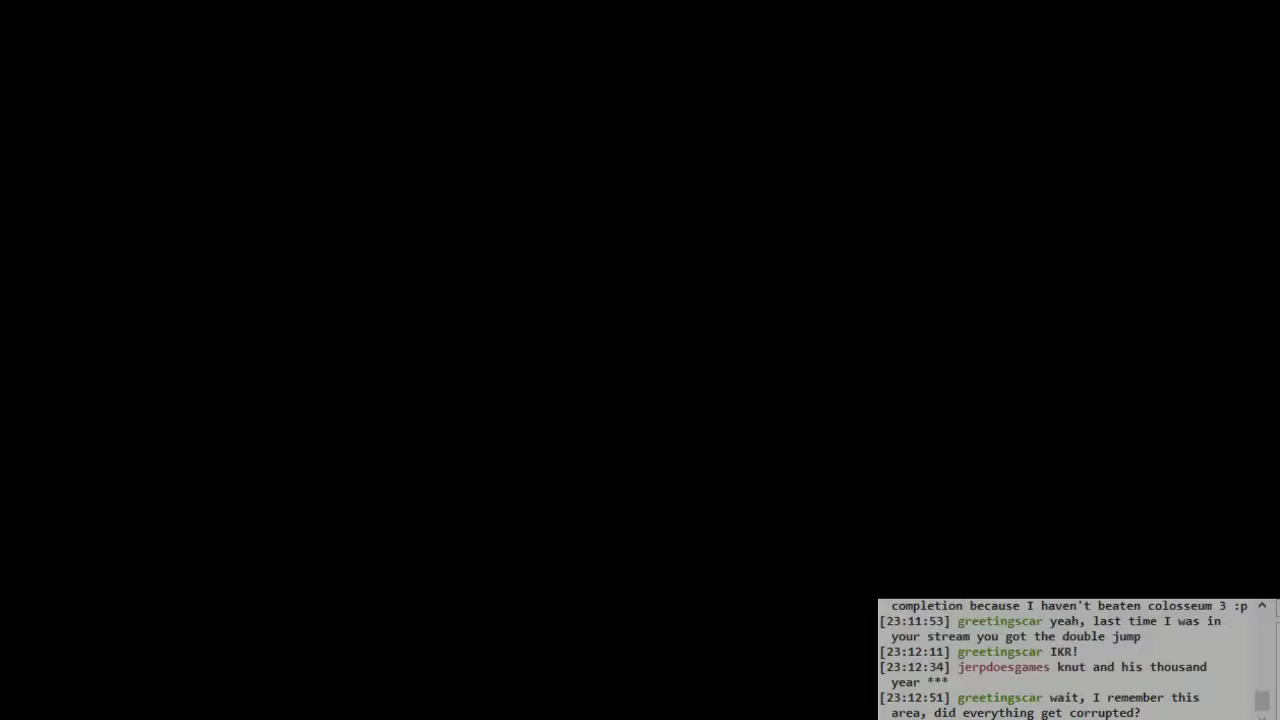 completion because I haven't beaten colosseum 3 :p
[23:11:53] greetingscar yeah, last time I was in
your stream you got the double jump
[23:12:11] greetingscar IKR!
[23:12:34] jerpdoesgames knut and his thousand
year ***
[23:12:51] greetingscar wait, I remember this
area, did everything get corrupted?